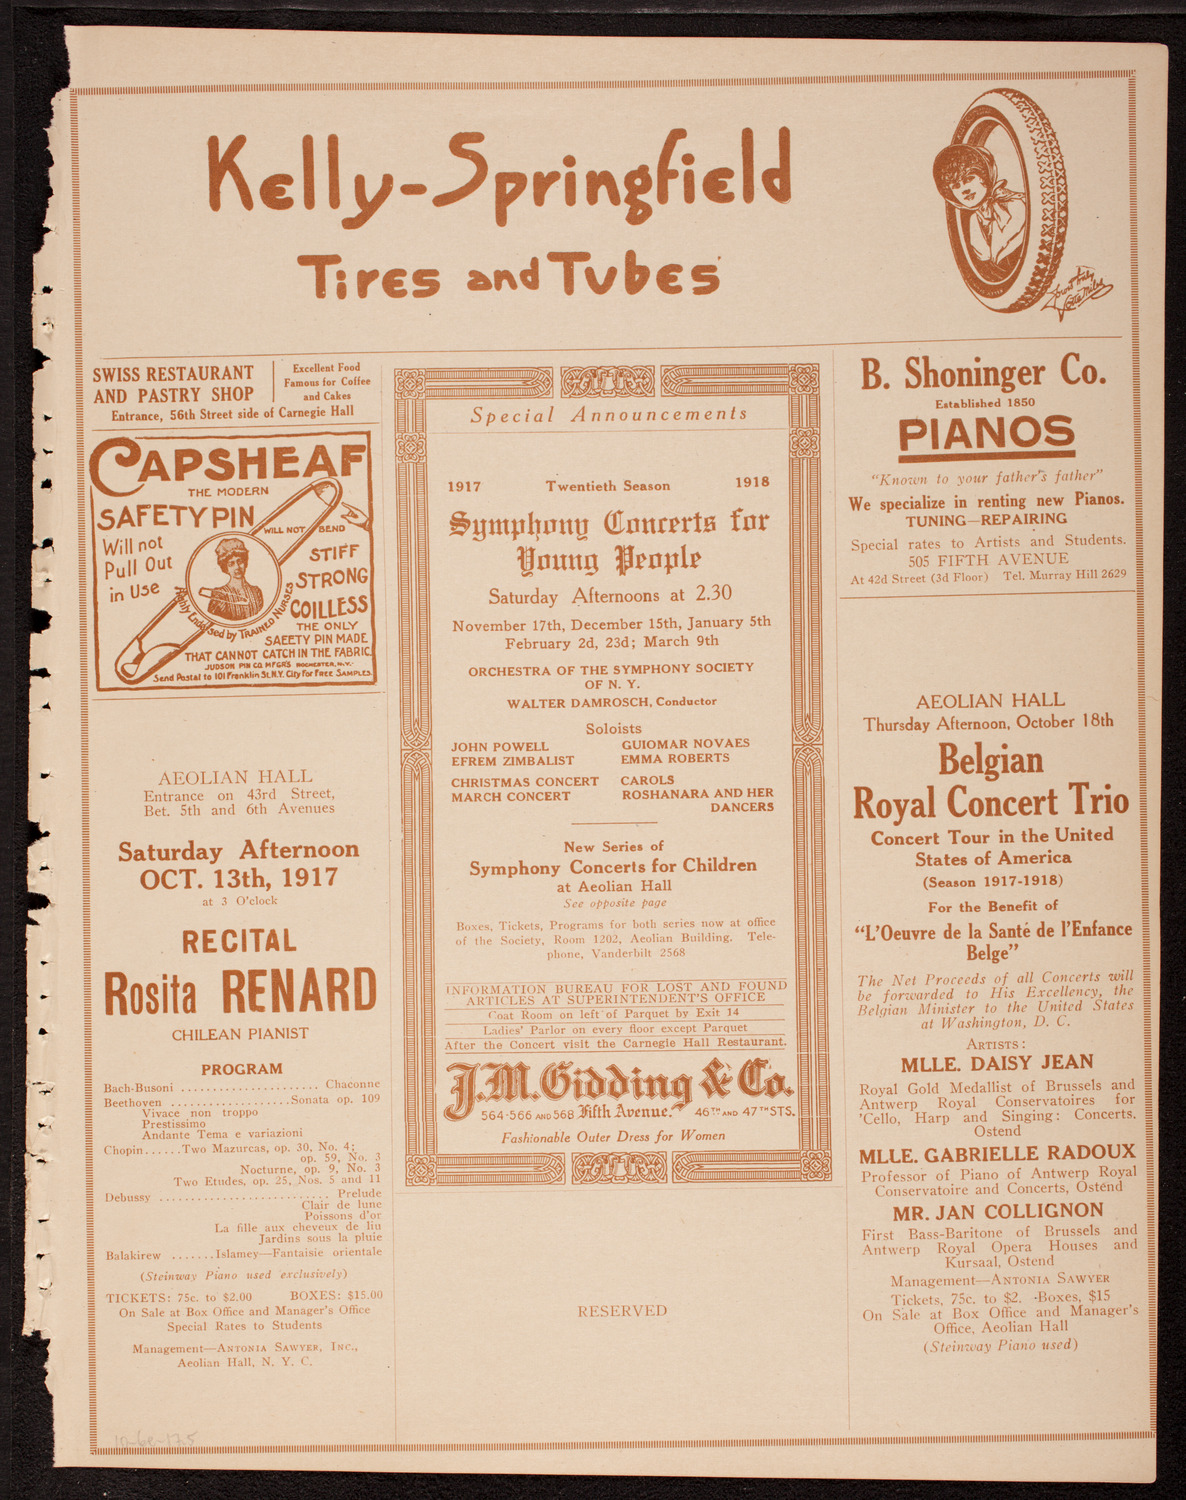 Kelly-Springfield
Tires and Tubes
Lotta Miles
SWISS RESTAURANT
AND PASTRY SHOP
Excellent Food
Famous for Coffee
and Cakes
Entrance, 56th Street side of Carnegie Hall
CAPSHEAF
THE MODERN
SAFETY PIN
WILL NOT BEND
Will not
Pull Out
in Use
STIFF
STRONG
COILLESS
Highly Endorsed by TRAINED NURSES
THE ONLY
SAFETY PIN MADE
THAT CANNOT CATCH IN THE FABRIC
JUDSON PIN CO. MFGRS ROCHESTER, N.Y.
Send Postal to 101 Franklin St. N.Y. City for FREE SAMPLES
AEOLIAN HALL
Entrance on 43rd Street,
Bet. 5th and 6th Avenues
Saturday Afternoon
OCT. 13th, 1917
at 3 O'clock
RECITAL
Rosita RENARD
CHILEAN PIANIST
PROGRAM
Bach-Busoni ...................... Chaconne
Beethoven ...................Sonata op. 109
Vivace non troppo
Prestissimo
Andante Tema e variazioni
Chopin......Two Mazurcas, op. 30, No. 4;
op. 59, No. 3
Nocturne, op. 9, No. 3
Two Etudes, op. 25, Nos. 5 and 11
Debussy ........................... Prelude
Clair de lune
Poissons d'or
La fille aux cheveux de liu
Jardins sous la pluie
Balakirew .......Islamey—Fantaisie orientale
(Steinway Piano used exclusively)
TICKETS: 75c. to $2.00 BOXES: $15.00
On Sale at Box Office and Manager's Office
Special Rates to Students
Management—ANTONIA SAWYER, INC.,
Aeolian Hall, N. Y. C.
Special Announcements
1917 Twentieth Season 1918
Symphony Concerts for
Young People
Saturday Afternoons at 2.30
November 17th, December 15th, January 5th
February 2d, 23d; March 9th
ORCHESTRA OF THE SYMPHONY SOCIETY
OF N. Y.
WALTER DAMROSCH, Conductor
Soloists
JOHN POWELL GUIOMAR NOVAES
EFREM ZIMBALIST EMMA ROBERTS
CHRISTMAS CONCERT CAROLS
MARCH CONCERT ROSHANARA AND HER
DANCERS
New Series of
Symphony Concerts for Children
at Aeolian Hall
See opposite page
Boxes, Tickets, Programs for both series now at office
of the Society, Room 1202, Aeolian Building. Tele-
phone, Vanderbilt 2568
INFORMATION BUREAU FOR LOST AND FOUND
ARTICLES AT SUPERINTENDENT'S OFFICE
Coat Room on left of Parquet by Exit 14
Ladies' Parlor on every floor except Parquet
After the Concert visit the Carnegie Hall Restaurant.
J.M. Gidding & Co.
564-566 AND 568 Fifth Avenue. 46TH AND 47TH STS.
Fashionable Outer Dress for Women
RESERVED
B. Shoninger Co.
Established 1850
PIANOS
"Known to your father's father"
We specialize in renting new Pianos.
TUNING—REPAIRING
Special rates to Artists and Students.
505 FIFTH AVENUE
At 42d Street (3d Floor) Tel. Murray Hill 2629
AEOLIAN HALL
Thursday Afternoon, October 18th
Belgian
Royal Concert Trio
Concert Tour in the United
States of America
(Season 1917-1918)
For the Benefit of
"L'Oeuvre de la Santé de l'Enfance
Belge"
The Net Proceeds of all Concerts will
be forwarded to His Excellency, the
Belgian Minister to the United States
at Washington, D. C.
ARTISTS:
MLLE. DAISY JEAN
Royal Gold Medallist of Brussels and
Antwerp Royal Conservatoires for
'Cello, Harp and Singing: Concerts,
Ostend
MLLE. GABRIELLE RADOUX
Professor of Piano of Antwerp Royal
Conservatoire and Concerts, Ostend
MR. JAN COLLIGNON
First Bass-Baritone of Brussels and
Antwerp Royal Opera Houses and
Kursaal, Ostend
Management—ANTONIA SAWYER
Tickets, 75c. to $2. -Boxes, $15
On Sale at Box Office and Manager's
Office, Aeolian Hall
(Steinway Piano used)